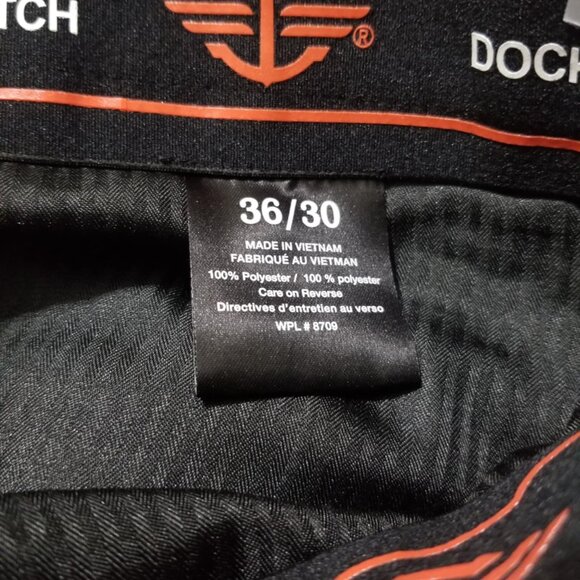 TCH
®
DOCK
36/30
MADE IN VIETNAM
FABRIQUÉ AU VIETMAN
100% Polyester / 100 % polyester
Care on Reverse
Directives d'entretien au verso
WPL # 8709